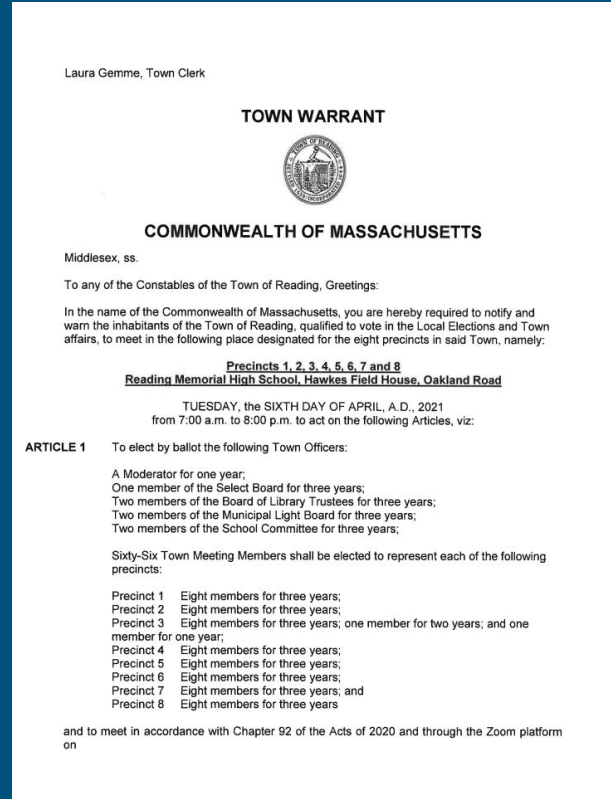 Laura Gemme, Town Clerk
TOWN WARRANT
COMMONWEALTH OF MASSACHUSETTS
Middlesex, ss.
To any of the Constables of the Town of Reading, Greetings:
In the name of the Commonwealth of Massachusetts, you are hereby required to notify and
warn the inhabitants of the Town of Reading, qualified to vote in the Local Elections and Town
affairs, to meet in the following place designated for the eight precincts in said Town, namely:
Precincts 1, 2, 3, 4, 5, 6, 7 and 8
Reading Memorial High School, Hawkes Field House, Oakland Road
TUESDAY, the SIXTH DAY OF APRIL, A.D., 2021
from 7:00 a.m. to 8:00 p.m. to act on the following Articles, viz:
ARTICLE 1 To elect by ballot the following Town Officers:
A Moderator for one year;
One member of the Select Board for three years;
Two members of the Board of Library Trustees for three years;
Two members of the Municipal Light Board for three years;
Two members of the School Committee for three years;
Sixty-Six Town Meeting Members shall be elected to represent each of the following
precincts:
Precinct 1 Eight members for three years;
Precinct 2 Eight members for three years;
Precinct 3 Eight members for three years; one member for two years; and one
member for one year;
Precinct 4 Eight members for three years;
Precinct 5 Eight members for three years;
Precinct 6 Eight members for three years;
Precinct 7 Eight members for three years; and
Precinct 8 Eight members for three years
and to meet in accordance with Chapter 92 of the Acts of 2020 and through the Zoom platform
on